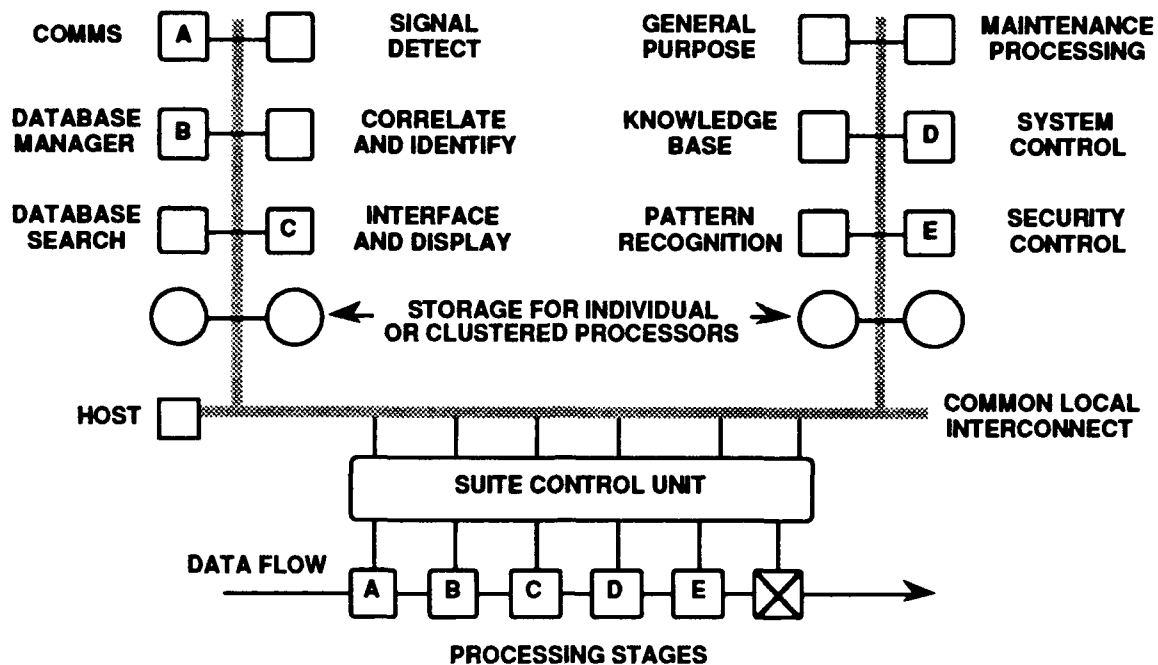 COMMS
A
SIGNAL
DETECT
GENERAL
PURPOSE
MAINTENANCE
PROCESSING
DATABASE
MANAGER
B
CORRELATE
AND IDENTIFY
KNOWLEDGE
BASE
D
SYSTEM
CONTROL
DATABASE
SEARCH
C
INTERFACE
AND DISPLAY
PATTERN
RECOGNITION
E
SECURITY
CONTROL
STORAGE FOR INDIVIDUAL
OR CLUSTERED PROCESSORS
HOST
COMMON LOCAL
INTERCONNECT
SUITE CONTROL UNIT
DATA FLOW
A B C D E
PROCESSING STAGES